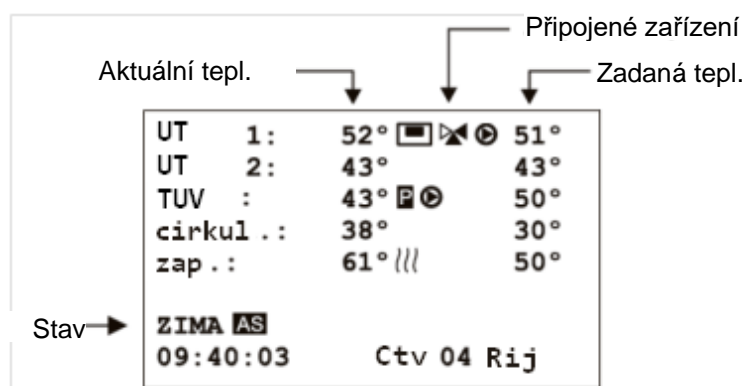 Připojené zařízení
Aktuální tepl.
Zadaná tepl.
UT 1: 52° 51°
UT 2: 43° 43°
TUV : 43° P 50°
cirkul.: 38° 30°
zap.: 61° 50°
Stav
ZIMA AS
09:40:03 Ctv 04 Rij